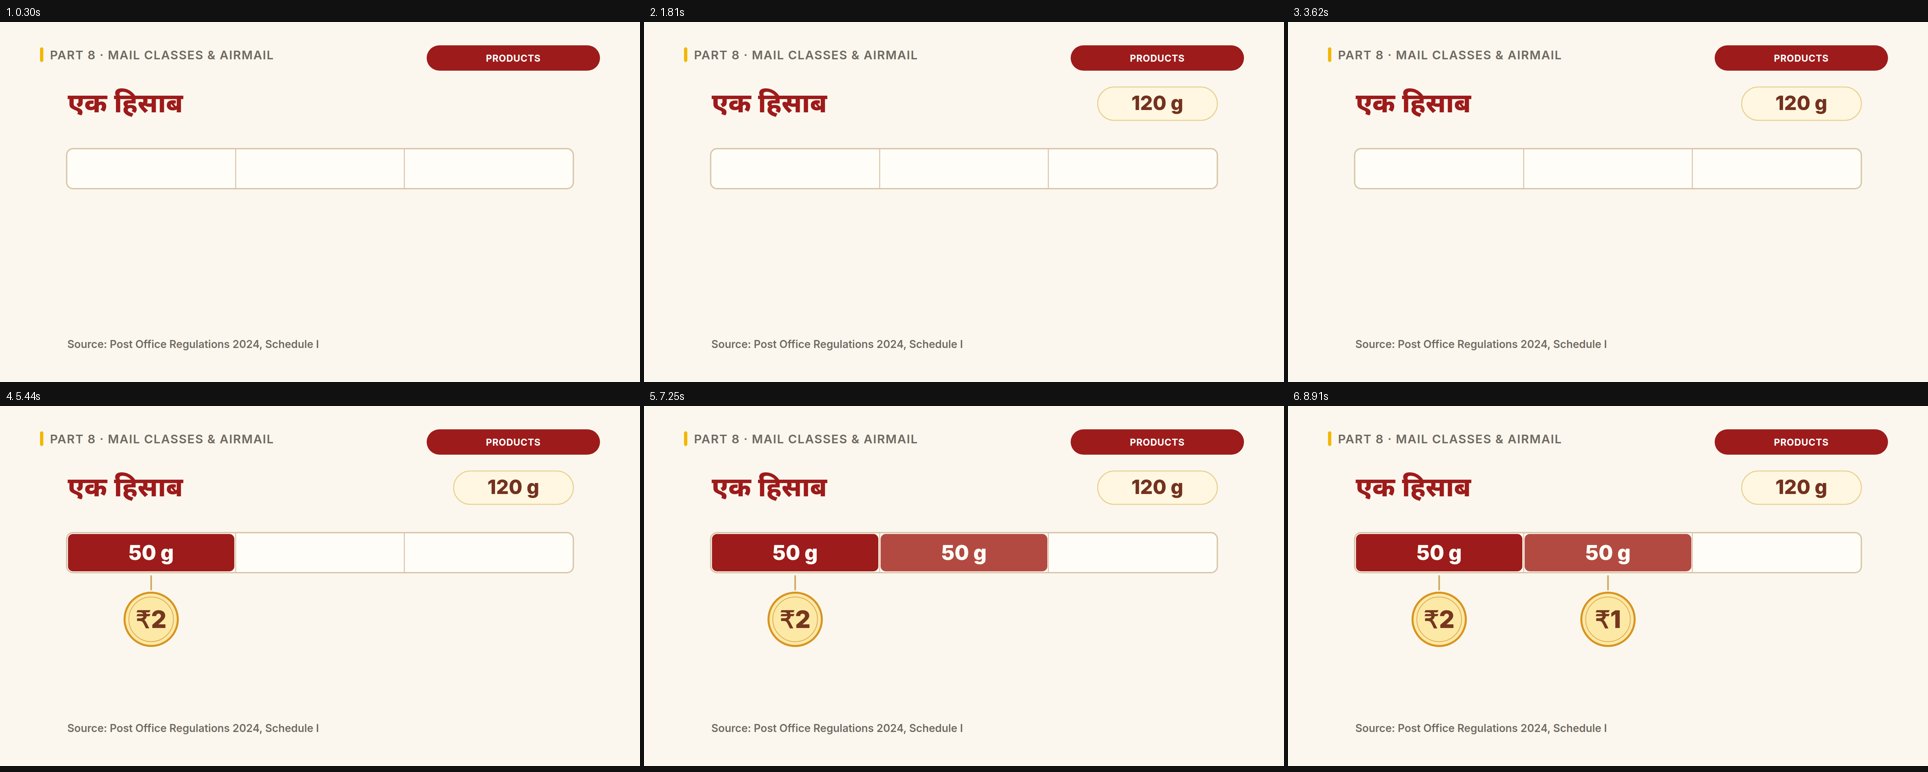 1. 0.30s
PART 8 · MAIL CLASSES & AIRMAIL
PRODUCTS
एक हिसाब
Source: Post Office Regulations 2024, Schedule I
2. 1.81s
PART 8 · MAIL CLASSES & AIRMAIL
PRODUCTS
एक हिसाब
120 g
Source: Post Office Regulations 2024, Schedule I
3. 3.62s
PART 8 · MAIL CLASSES & AIRMAIL
PRODUCTS
एक हिसाब
120 g
Source: Post Office Regulations 2024, Schedule I
4. 5.44s
PART 8 · MAIL CLASSES & AIRMAIL
PRODUCTS
एक हिसाब
120 g
50 g
₹2
Source: Post Office Regulations 2024, Schedule I
5. 7.25s
PART 8 · MAIL CLASSES & AIRMAIL
PRODUCTS
एक हिसाब
120 g
50 g
50 g
₹2
Source: Post Office Regulations 2024, Schedule I
6. 8.91s
PART 8 · MAIL CLASSES & AIRMAIL
PRODUCTS
एक हिसाब
120 g
50 g
50 g
₹2
₹1
Source: Post Office Regulations 2024, Schedule I